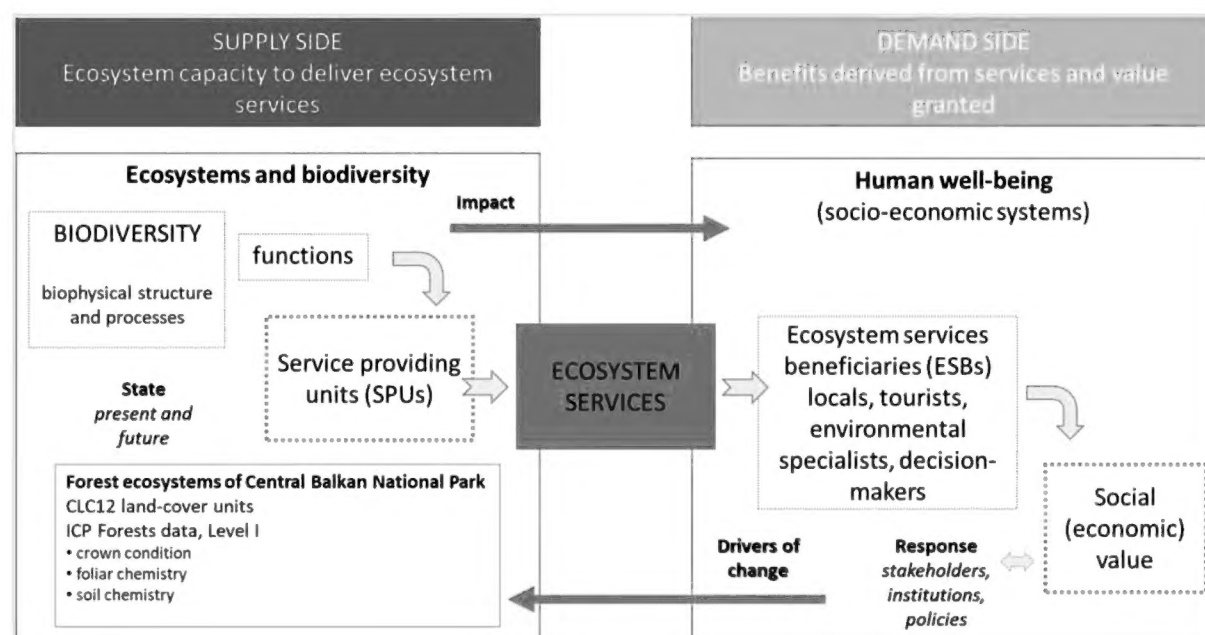 SUPPLY SIDE
Ecosystem capacity to deliver ecosystem
services
DEMAND SIDE
Benefits derived from services and value
granted
Ecosystems and biodiversity
BIODIVERSITY
biophysical structure
and processes
functions
Impact
Service providing
units (SPUs)
State
present and
future
Forest ecosystems of Central Balkan National Park
CLC12 land-cover units
ICP Forests data, Level I
• crown condition
• foliar chemistry
• soil chemistry
ECOSYSTEM
SERVICES
Human well-being
(socio-economic systems)
Ecosystem services
beneficiaries (ESBs)
locals, tourists,
environmental
specialists, decision-
makers
Social
(economic)
value
Drivers of
change
Response
stakeholders,
institutions,
policies